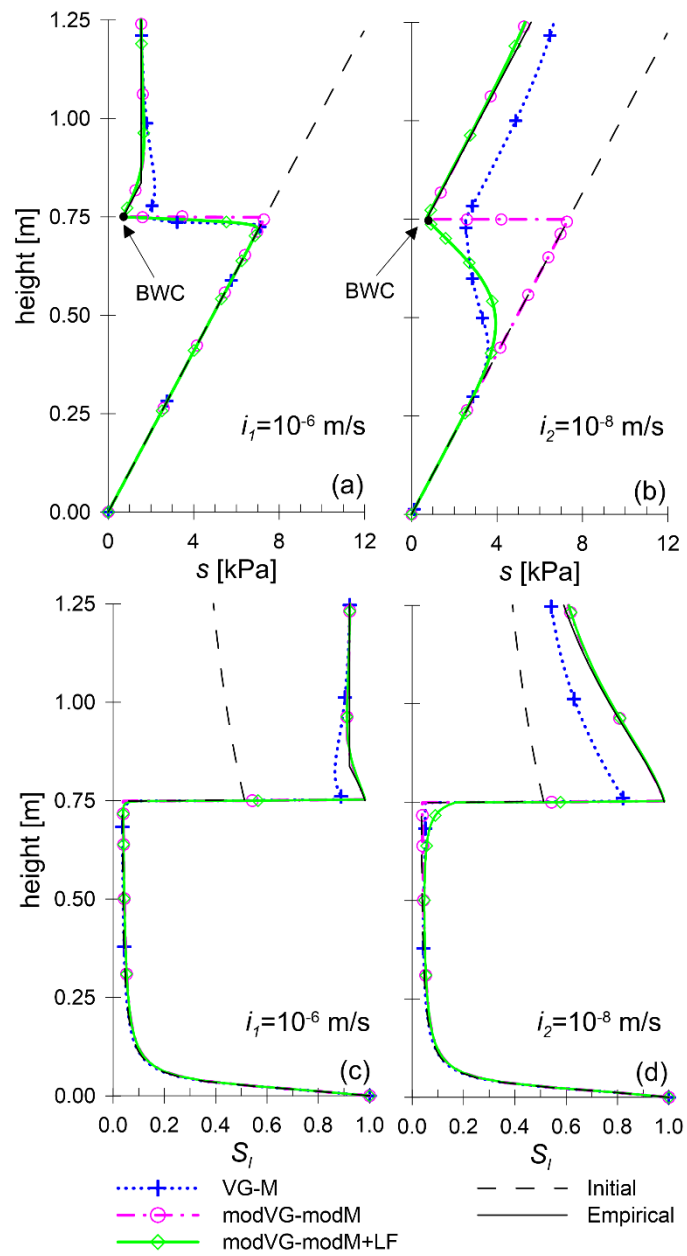 1.00
0.75
0.50
0.25
0.00
height [m]
BWC
i1=10-6 m/s
(a)
0 4 8 12
s [kPa]
BWC
i2=10-8 m/s
(b)
0 4 8 12
s [kPa]
1.25
1.00
0.75
0.50
0.25
0.00
height [m]
i1=10-6 m/s
(c)
0.0 0.2 0.4 0.6 0.8 1.0
Sl
i2=10-8 m/s
(d)
0.0 0.2 0.4 0.6 0.8 1.0
Sl
VG-M
modVG-modM
modVG-modM+LF
Initial
Empirical